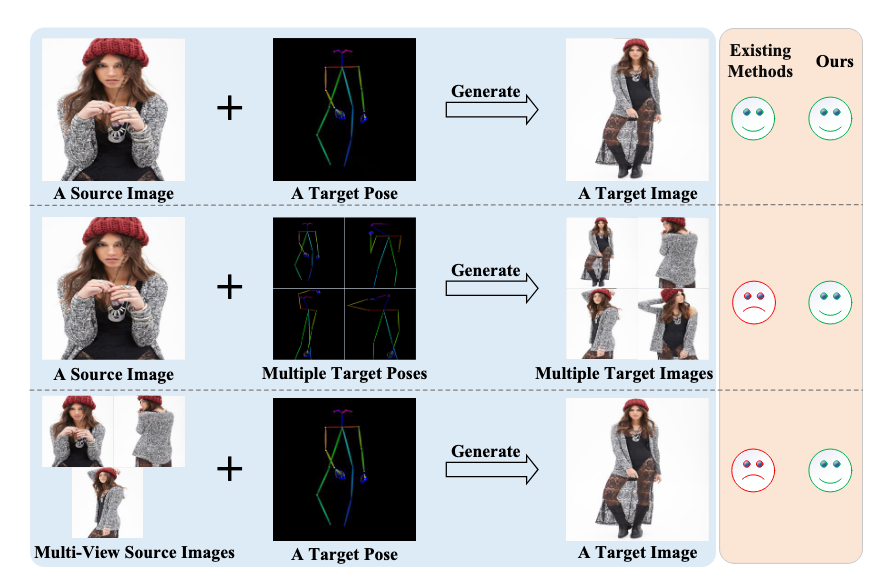 Existing
Methods
Ours
Generate
A Source Image
A Target Pose
A Target Image
Generate
A Source Image
Multiple Target Poses
Multiple Target Images
Generate
Multi-View Source Images
A Target Pose
A Target Image